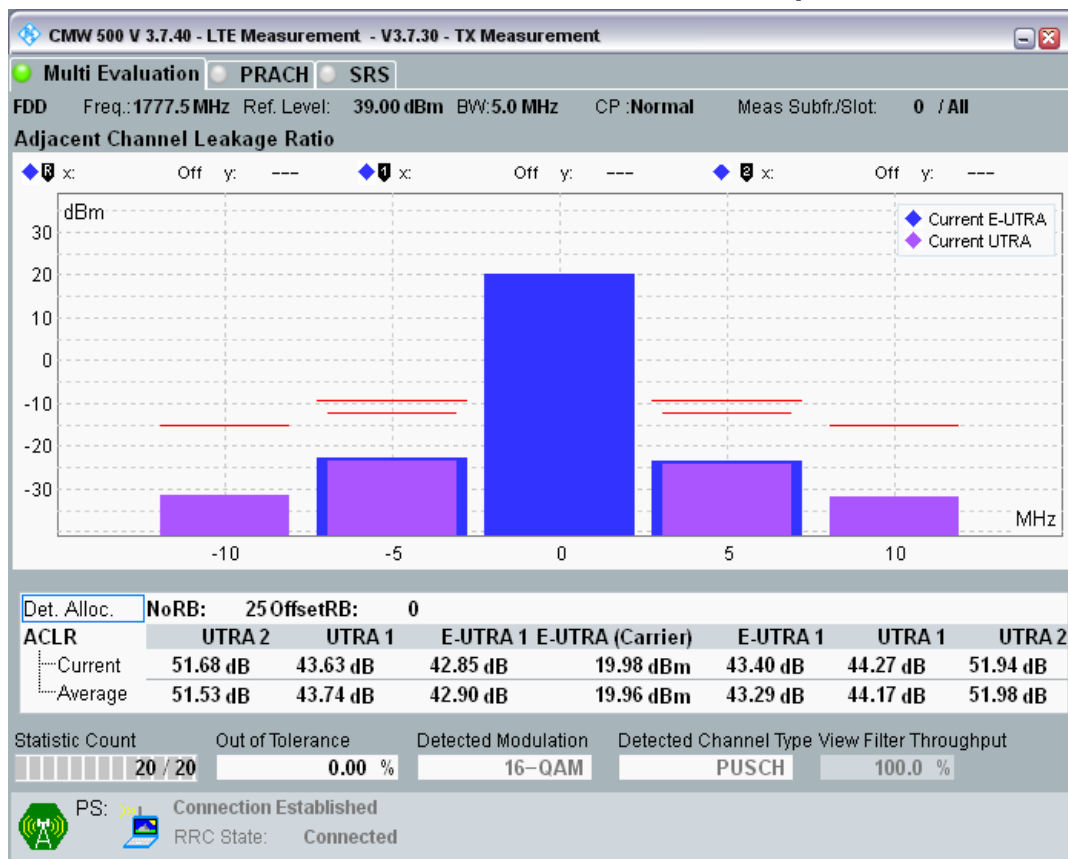 CMW 500 V 3.7.40 - LTE Measurement - V3.7.30 - TX Measurement
Multi Evaluation PRACH SRS
FDD Freq.: 1777.5 MHz Ref. Level: 39.00 dBm BW: 5.0 MHz CP : Normal Meas Subfr./Slot: 0 / All
Adjacent Channel Leakage Ratio
R x: Off y: --- 1 x: Off y: --- 2 x: Off y: ---
dBm
Current E-UTRA
Current UTRA
30
20
10
0
-10
-20
-30
MHz
-10 -5 0 5 10
Det. Alloc. NoRB: 25 OffsetRB: 0
ACLR UTRA 2 UTRA 1 E-UTRA 1 E-UTRA (Carrier) E-UTRA 1 UTRA 1 UTRA 2
Current 51.68 dB 43.63 dB 42.85 dB 19.98 dBm 43.40 dB 44.27 dB 51.94 dB
Average 51.53 dB 43.74 dB 42.90 dB 19.96 dBm 43.29 dB 44.17 dB 51.98 dB
Statistic Count Out of Tolerance Detected Modulation Detected Channel Type View Filter Throughput
20 / 20 0.00 % 16-QAM PUSCH 100.0 %
PS: Connection Established
RRC State: Connected